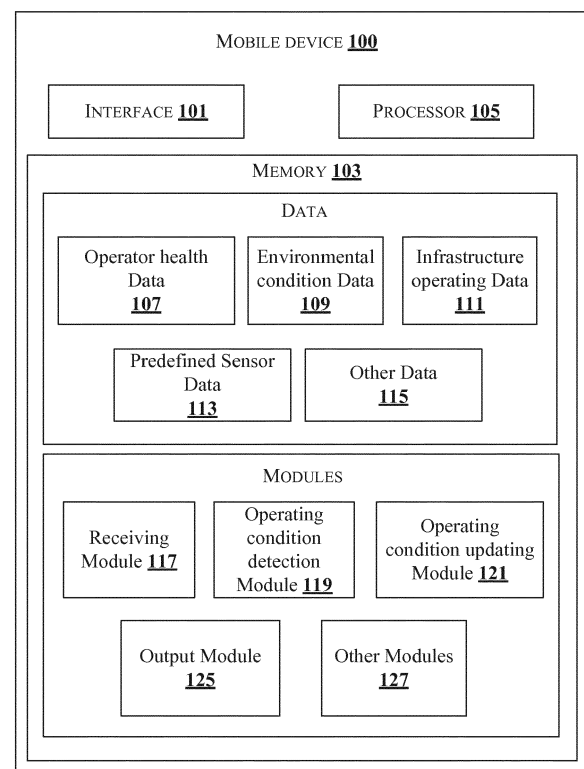 MOBILE DEVICE 100
INTERFACE 101
PROCESSOR 105
MEMORY 103
DATA
Operator health
Data
107
Environmental
condition Data
109
Infrastructure
operating Data
111
Predefined Sensor
Data
113
Other Data
115
MODULES
Receiving
Module 117
Operating
condition
detection
Module 119
Operating
condition updating
Module 121
Output Module
125
Other Modules
127